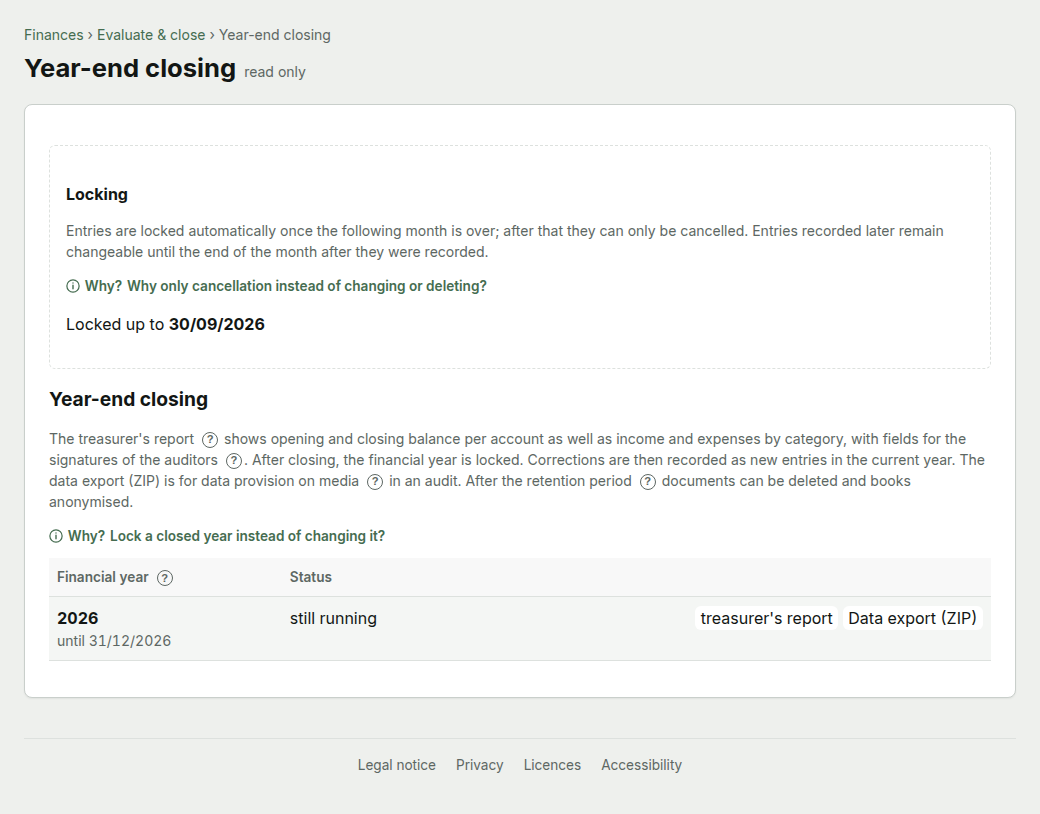 Finances › Evaluate & close › Year-end closing
Year-end closing read only
Locking
Entries are locked automatically once the following month is over; after that they can only be cancelled. Entries recorded later remain
changeable until the end of the month after they were recorded.
Why? Why only cancellation instead of changing or deleting?
Locked up to 30/09/2026
Year-end closing
The treasurer's report ? shows opening and closing balance per account as well as income and expenses by category, with fields for the
signatures of the auditors ?. After closing, the financial year is locked. Corrections are then recorded as new entries in the current year. The
data export (ZIP) is for data provision on media ? in an audit. After the retention period ? documents can be deleted and books
anonymised.
Why? Lock a closed year instead of changing it?
Financial year ? Status
2026 still running treasurer's report Data export (ZIP)
until 31/12/2026
Legal notice Privacy Licences Accessibility